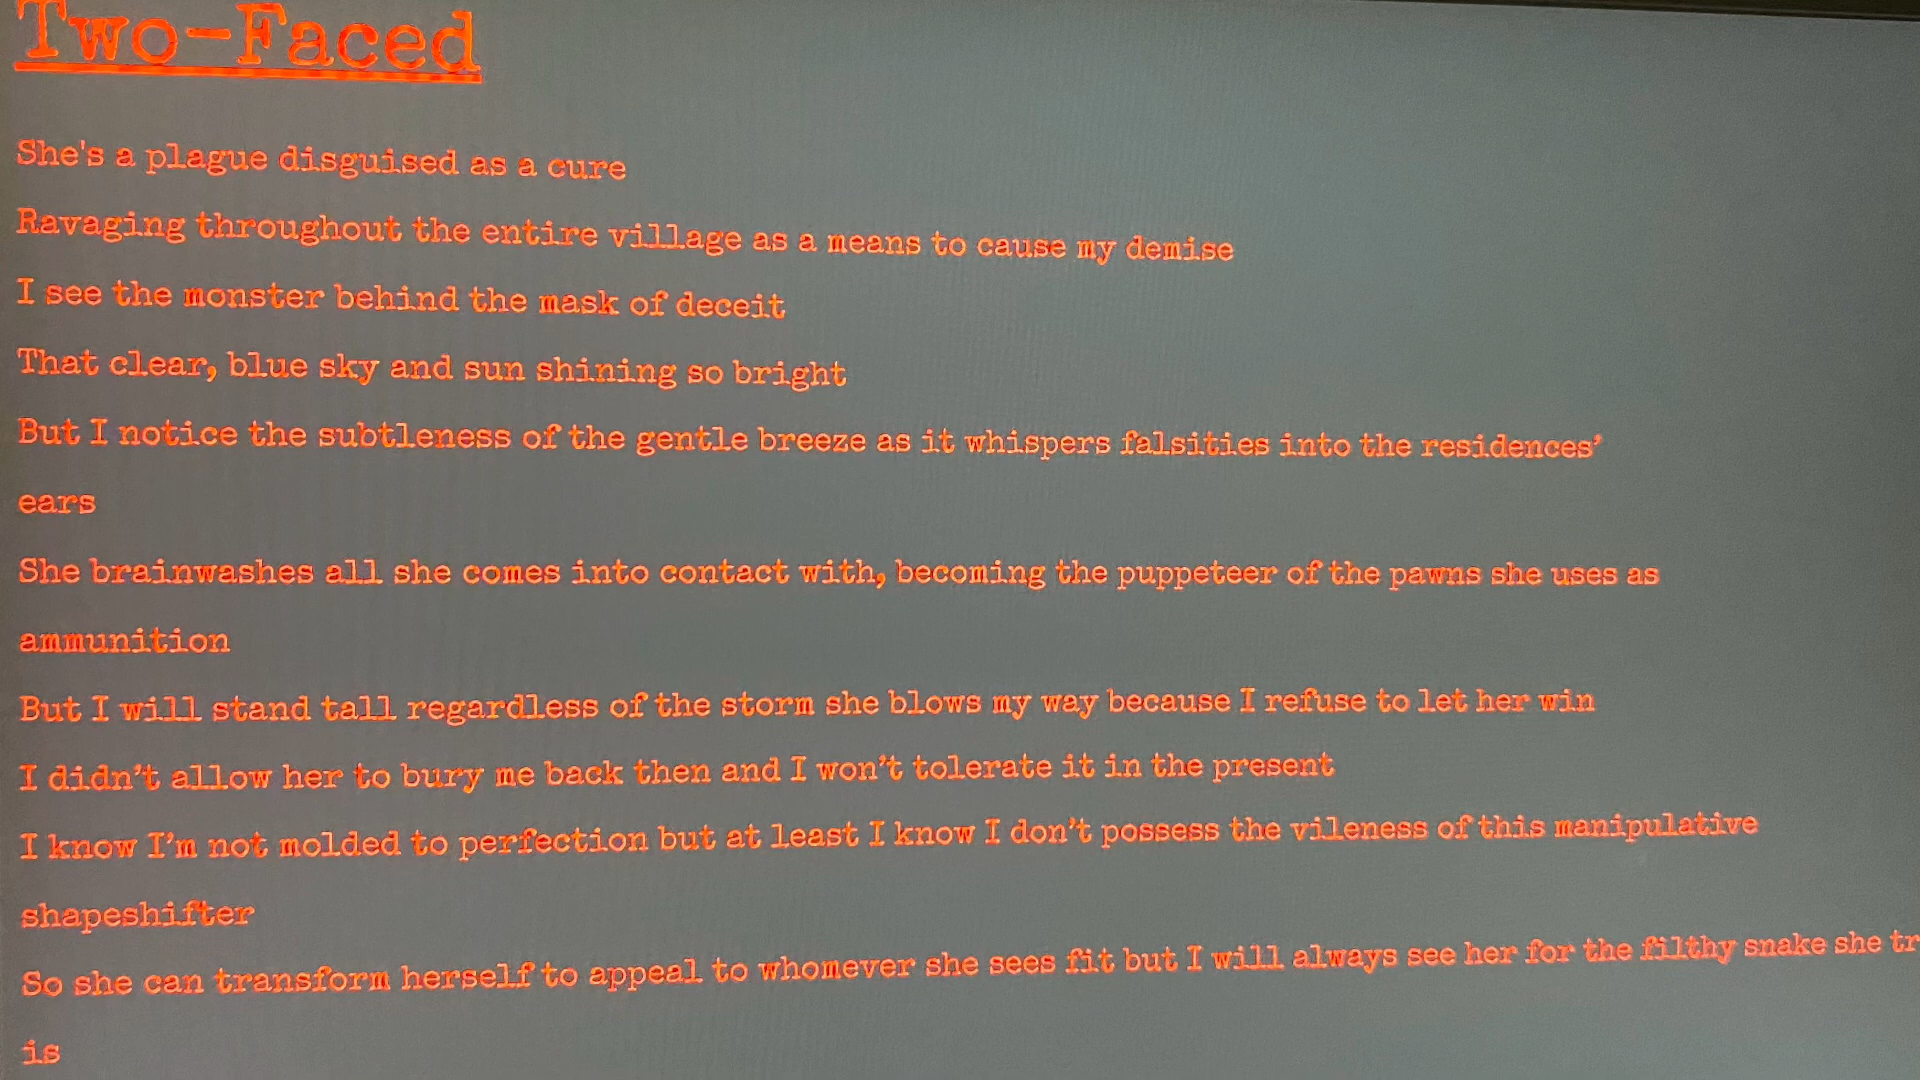 Two-Faced
She's a plague disguised as a cure
Ravaging throughout the entire village as a means to cause my demise
I see the monster behind the mask of deceit
That clear, blue sky and sun shining so bright
But I notice the subtleness of the gentle breeze as it whispers falsities into the residences’
ears
She brainwashes all she comes into contact with, becoming the puppeteer of the pawns she uses as
ammunition
But I will stand tall regardless of the storm she blows my way because I refuse to let her win
I didn’t allow her to bury me back then and I won’t tolerate it in the present
I know I’m not molded to perfection but at least I know I don’t possess the vileness of this manipulative
shapeshifter
So she can transform herself to appeal to whomever she sees fit but I will always see her for the filthy snake she
is